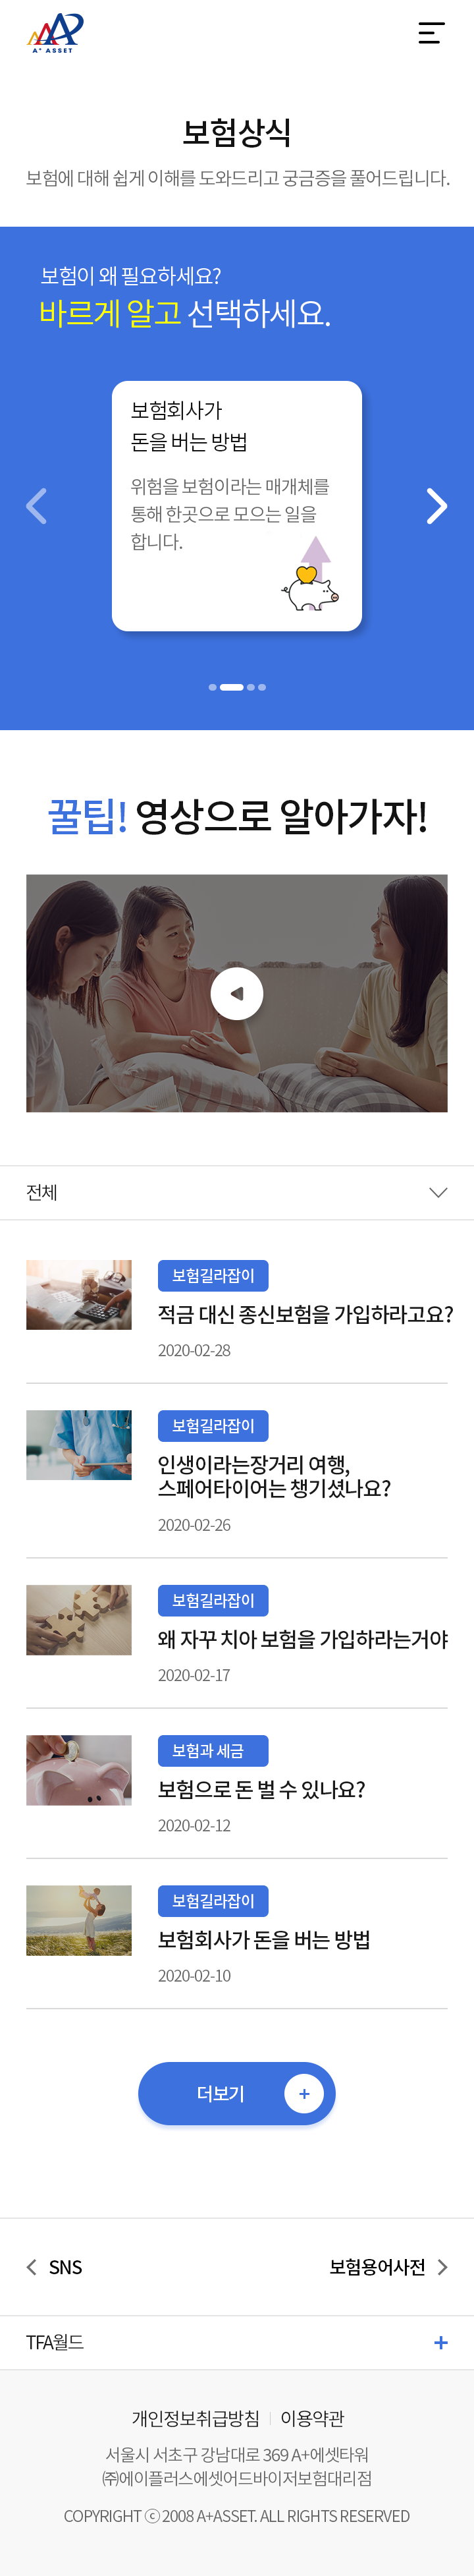 A+ ASSET
보험상식
보험에 대해 쉽게 이해를 도와드리고 궁금증을 풀어드립니다.
보험이 왜 필요하세요?
바르게 알고 선택하세요.
보험회사가
돈을 버는 방법
위험을 보험이라는 매개체를
통해 한곳으로 모으는 일을
합니다.
꿀팁! 영상으로 알아가자!
전체
보험길라잡이
적금 대신 종신보험을 가입하라고요?
2020-02-28
보험길라잡이
인생이라는장거리 여행,
스페어타이어는 챙기셨나요?
2020-02-26
보험길라잡이
왜 자꾸 치아 보험을 가입하라는거야
2020-02-17
보험과 세금
보험으로 돈 벌 수 있나요?
2020-02-12
보험길라잡이
보험회사가 돈을 버는 방법
2020-02-10
더보기 +
SNS
보험용어사전
TFA월드 +
개인정보취급방침 | 이용약관
서울시 서초구 강남대로 369 A+에셋타워
㈜에이플러스에셋어드바이저보험대리점
COPYRIGHT ⓒ 2008 A+ASSET. ALL RIGHTS RESERVED